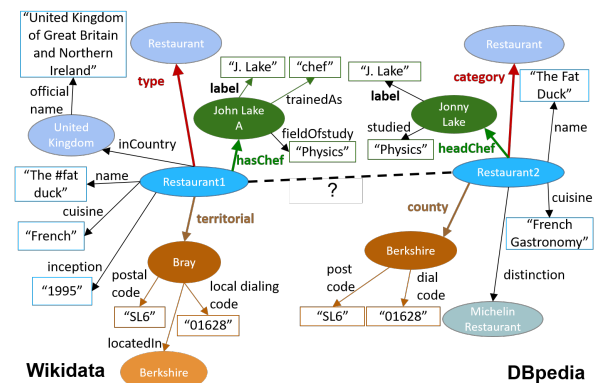 “United Kingdom
of Great Britain
and Northern
Ireland”
official
name
United
Kingdom
inCountry
Restaurant
type
“J. Lake”
“chef”
label
trainedAs
John Lake
A
fieldOfstudy
“Physics”
hasChef
“The #fat
duck”
name
Restaurant1
cuisine
“French”
inception
“1995”
territorial
Bray
postal
code
local dialing
code
“SL6”
“01628”
locatedIn
Berkshire
Wikidata
?
Restaurant
category
“J. Lake”
label
“The Fat
Duck”
Jonny
Lake
studied
name
“Physics”
headChef
Restaurant2
cuisine
“French
Gastronomy”
county
Berkshire
distinction
post
code
dial
code
“SL6”
“01628”
Michelin
Restaurant
DBpedia